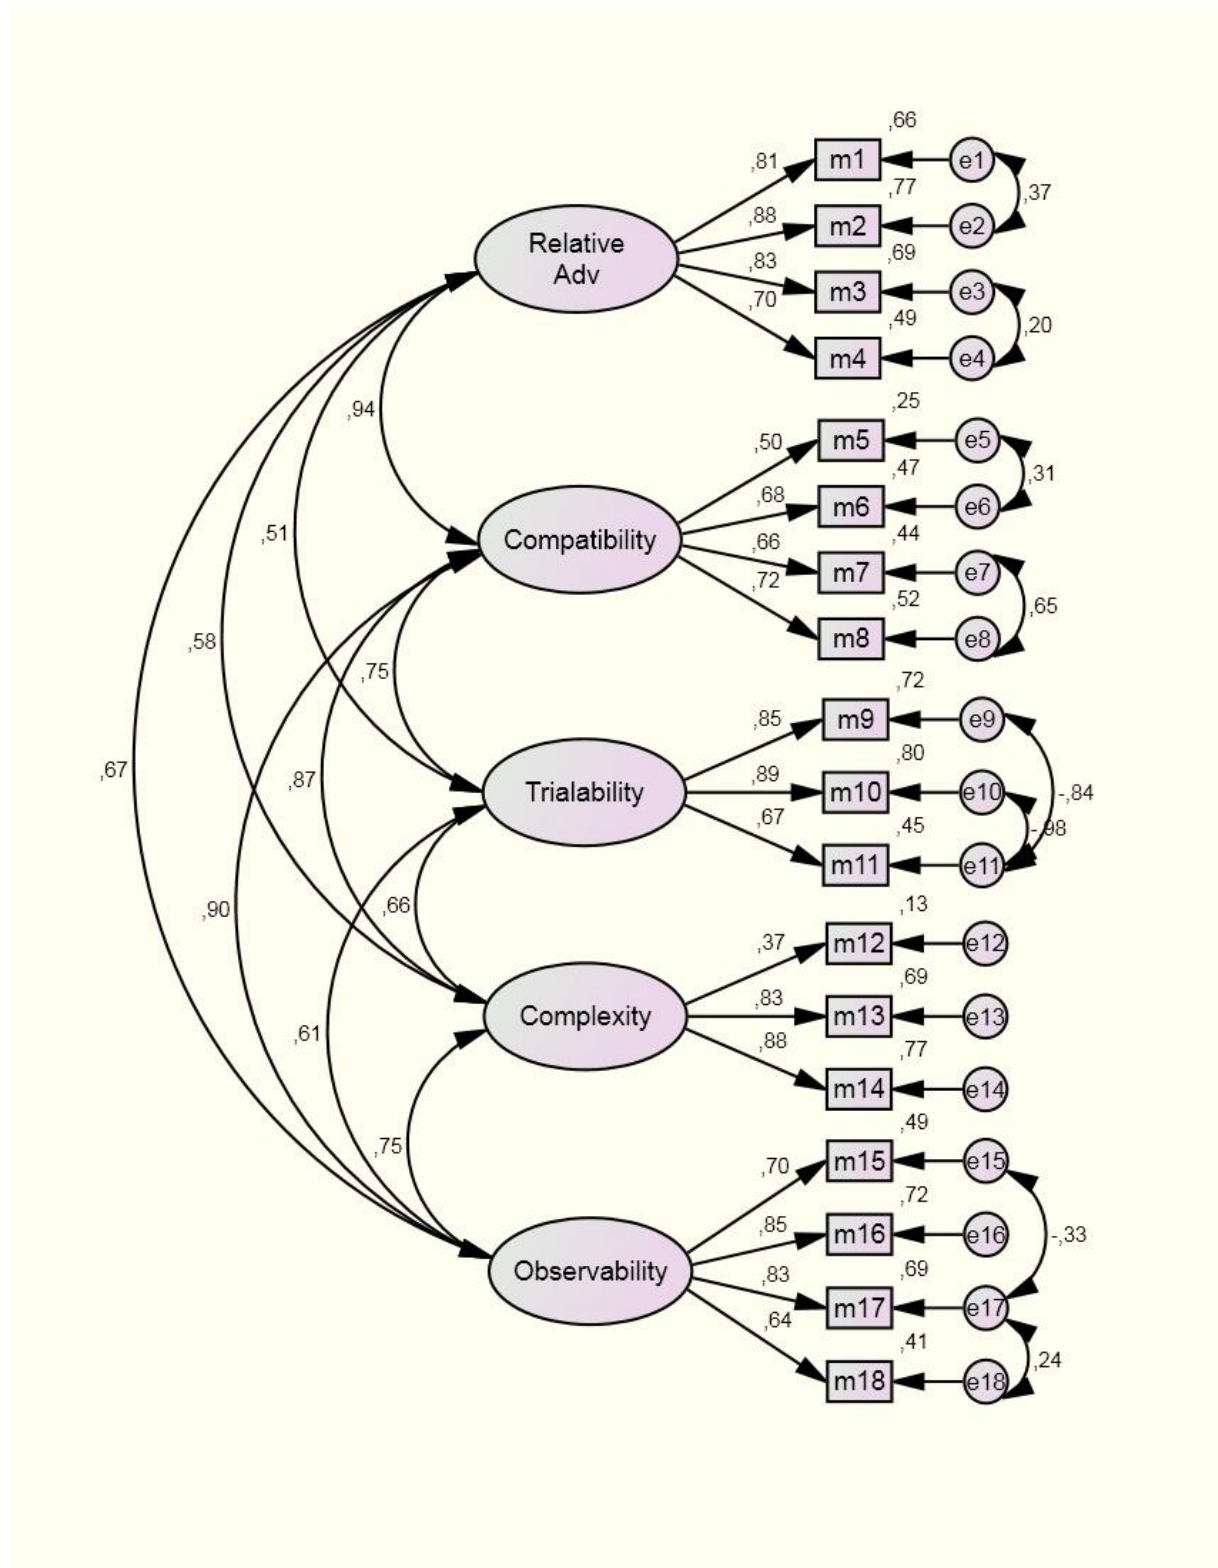 ,66
,81
m1
e1
,77
,37
,88
m2
e2
Relative
Adv
,69
,83
m3
e3
,70
,49
,20
m4
e4
,94
,25
,50
m5
e5
,47
,31
,68
m6
e6
,51
Compatibility
,44
,66
m7
e7
,72
,52
,65
,58
m8
e8
,75
,72
,85
m9
e9
,80
,67
,87
Trialability
,89
m10
e10
-,84
,67
,45
-,98
m11
e11
,90
,66
,13
,37
m12
e12
,69
,61
Complexity
,83
m13
e13
,88
,77
m14
e14
,49
,75
,70
m15
e15
,72
,85
m16
e16
-,33
Observability
,69
,83
m17
e17
,64
,41
,24
m18
e18